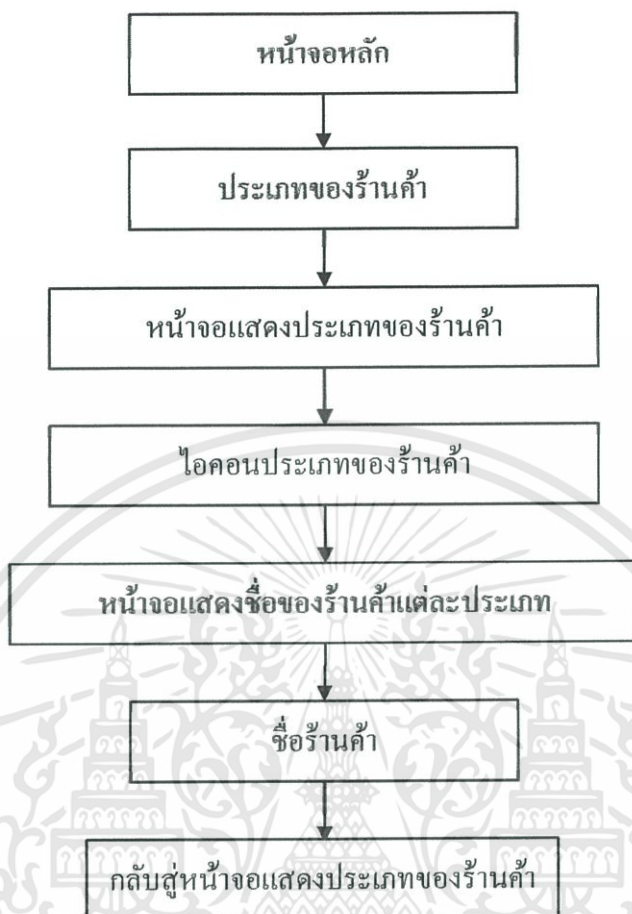 หน้าจอหลัก
ประเภทของร้านค้า
หน้าจอแสดงประเภทของร้านค้า
ไอคอนประเภทของร้านค้า
หน้าจอแสดงชื่อของร้านค้าแต่ละประเภท
ชื่อร้านค้า
กลับสู่หน้าจอแสดงประเภทของร้านค้า